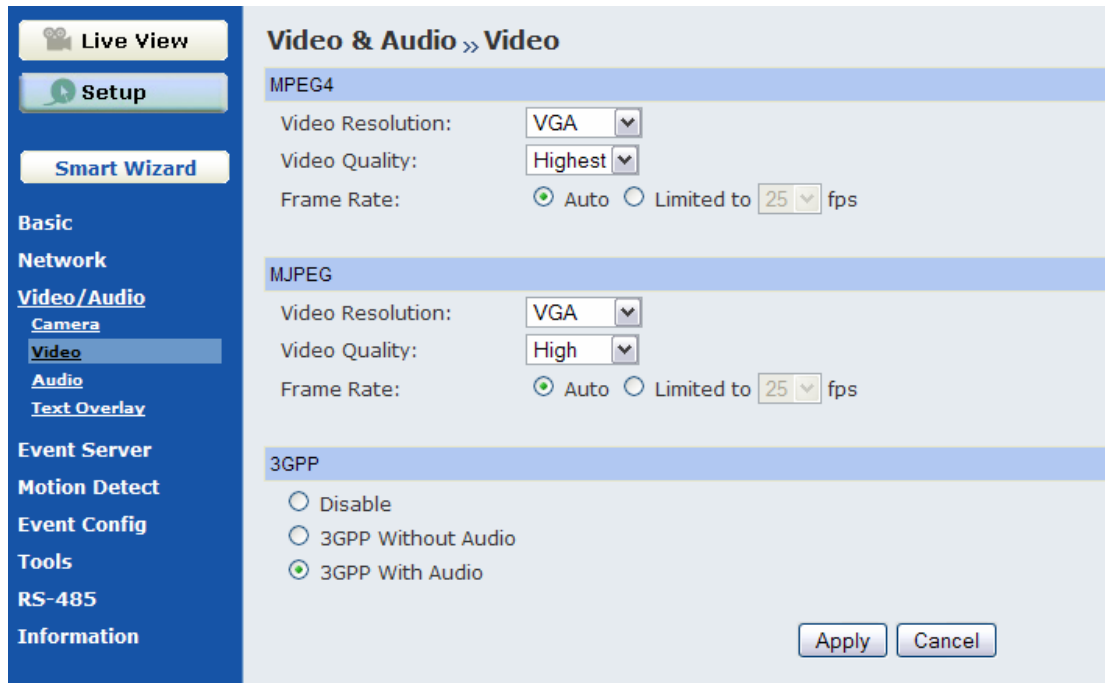 Live View
Setup
Smart Wizard
Basic
Network
Video/Audio
Camera
Video
Audio
Text Overlay
Event Server
Motion Detect
Event Config
Tools
RS-485
Information
Video & Audio » Video
MPEG4
Video Resolution: VGA
Video Quality: Highest
Frame Rate: Auto Limited to 25 fps
MJPEG
Video Resolution: VGA
Video Quality: High
Frame Rate: Auto Limited to 25 fps
3GPP
Disable
3GPP Without Audio
3GPP With Audio
Apply Cancel